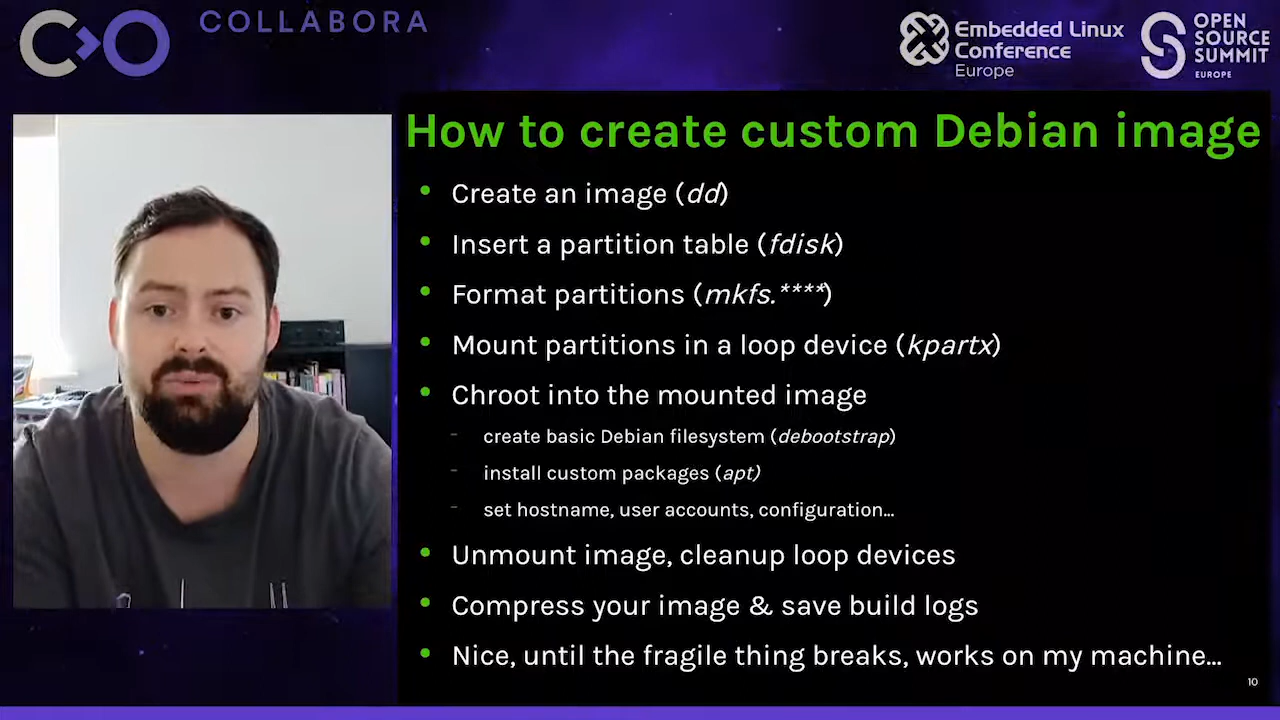 COLLABORA
Embedded Linux
Conference
Europe
OPEN
SOURCE
SUMMIT
EUROPE
How to create custom Debian image
• Create an image (dd)
• Insert a partition table (fdisk)
• Format partitions (mkfs.****)
• Mount partitions in a loop device (kpartx)
• Chroot into the mounted image
- create basic Debian filesystem (debootstrap)
- install custom packages (apt)
- set hostname, user accounts, configuration...
• Unmount image, cleanup loop devices
• Compress your image & save build logs
• Nice, until the fragile thing breaks, works on my machine...
10